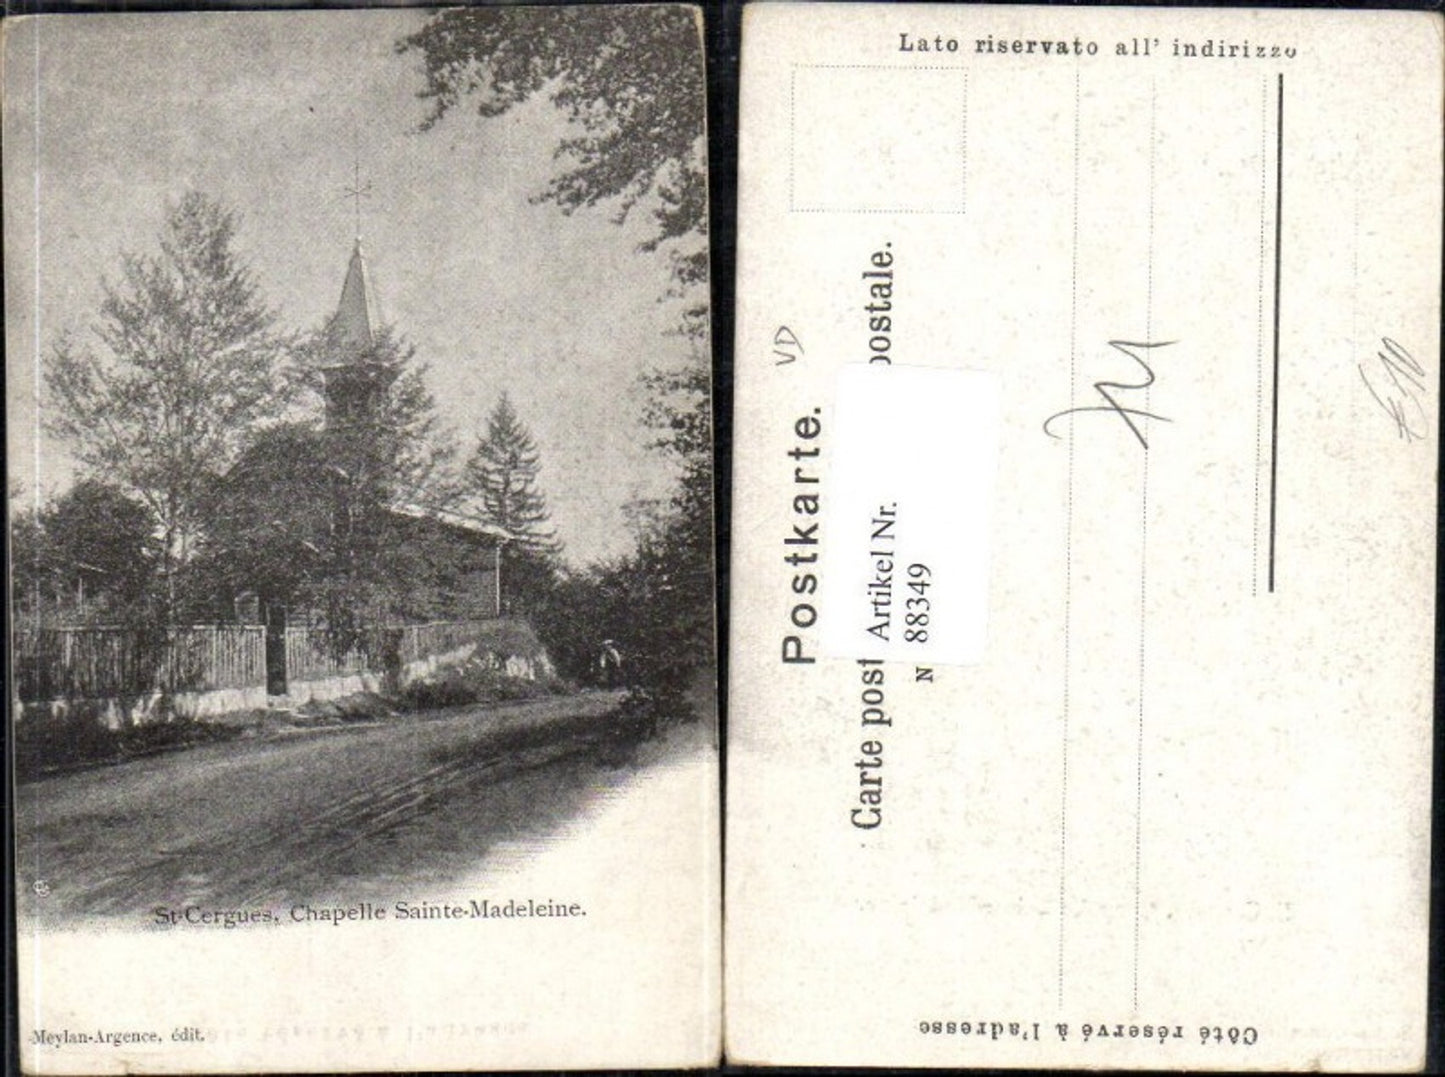 St-Cergues, Chapelle Sainte-Madeleine.
Meylan-Argence, édit.
Lato riservato all' indirizzo
Postkarte.
VD
Carte post
ostale.
Artikel Nr.
88349
N
Côté réservé à l'adresse